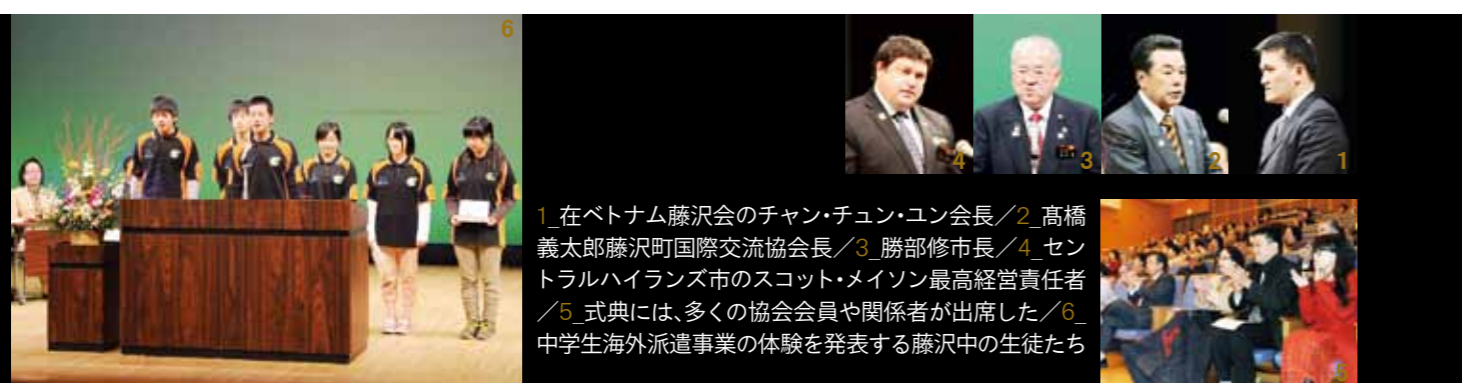 6
4
3
2
1
1_在ベトナム藤沢会のチャン・チュン・ユン会長／2_髙橋
義太郎藤沢町国際交流協会長／3_勝部修市長／4_セン
トラルハイランズ市のスコット・メイソン最高経営責任者
／5_式典には、多くの協会会員や関係者が出席した／6_
中学生海外派遣事業の体験を発表する藤沢中の生徒たち
5